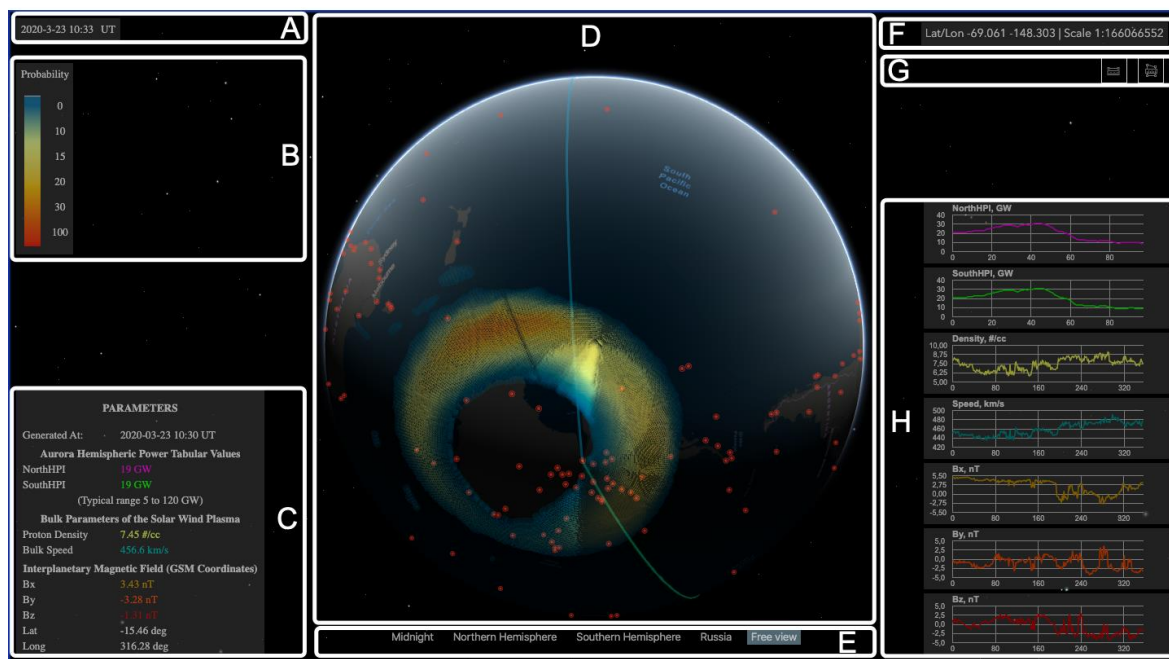 2020-3-23 10:33 UT
A
Probability
0
10
15
20
30
100
B
PARAMETERS
Generated At: 2020-03-23 10:30 UT
Aurora Hemispheric Power Tabular Values
NorthHPI 19 GW
SouthHPI 19 GW
(Typical range 5 to 120 GW)
Bulk Parameters of the Solar Wind Plasma
Proton Density 7.45 #/cc
Bulk Speed 456.6 km/s
Interplanetary Magnetic Field (GSM Coordinates)
Bx 3.43 nT
By -3.28 nT
Bz -1.31 nT
Lat -15.46 deg
Long 316.28 deg
C
D
South
Pacific
Ocean
Sydney
Melbourne
Midnight Northern Hemisphere Southern Hemisphere Russia Free view
E
F
Lat/Lon -69.061 -148.303 | Scale 1:166066552
G
H
NorthHPI, GW
40
30
20
10
0
0 20 40 60 80
SouthHPI, GW
40
30
20
10
0
0 20 40 60 80
Density, #/cc
10,00
8,75
7,50
6,25
5,00
0 80 160 240 320
Speed, km/s
500
480
460
440
420
0 80 160 240 320
Bx, nT
5,50
2,75
0,00
-2,75
-5,50
0 80 160 240 320
By, nT
5,0
2,5
0,0
-2,5
-5,0
0 80 160 240 320
Bz, nT
5,0
2,5
0,0
-2,5
-5,0
0 80 160 240 320